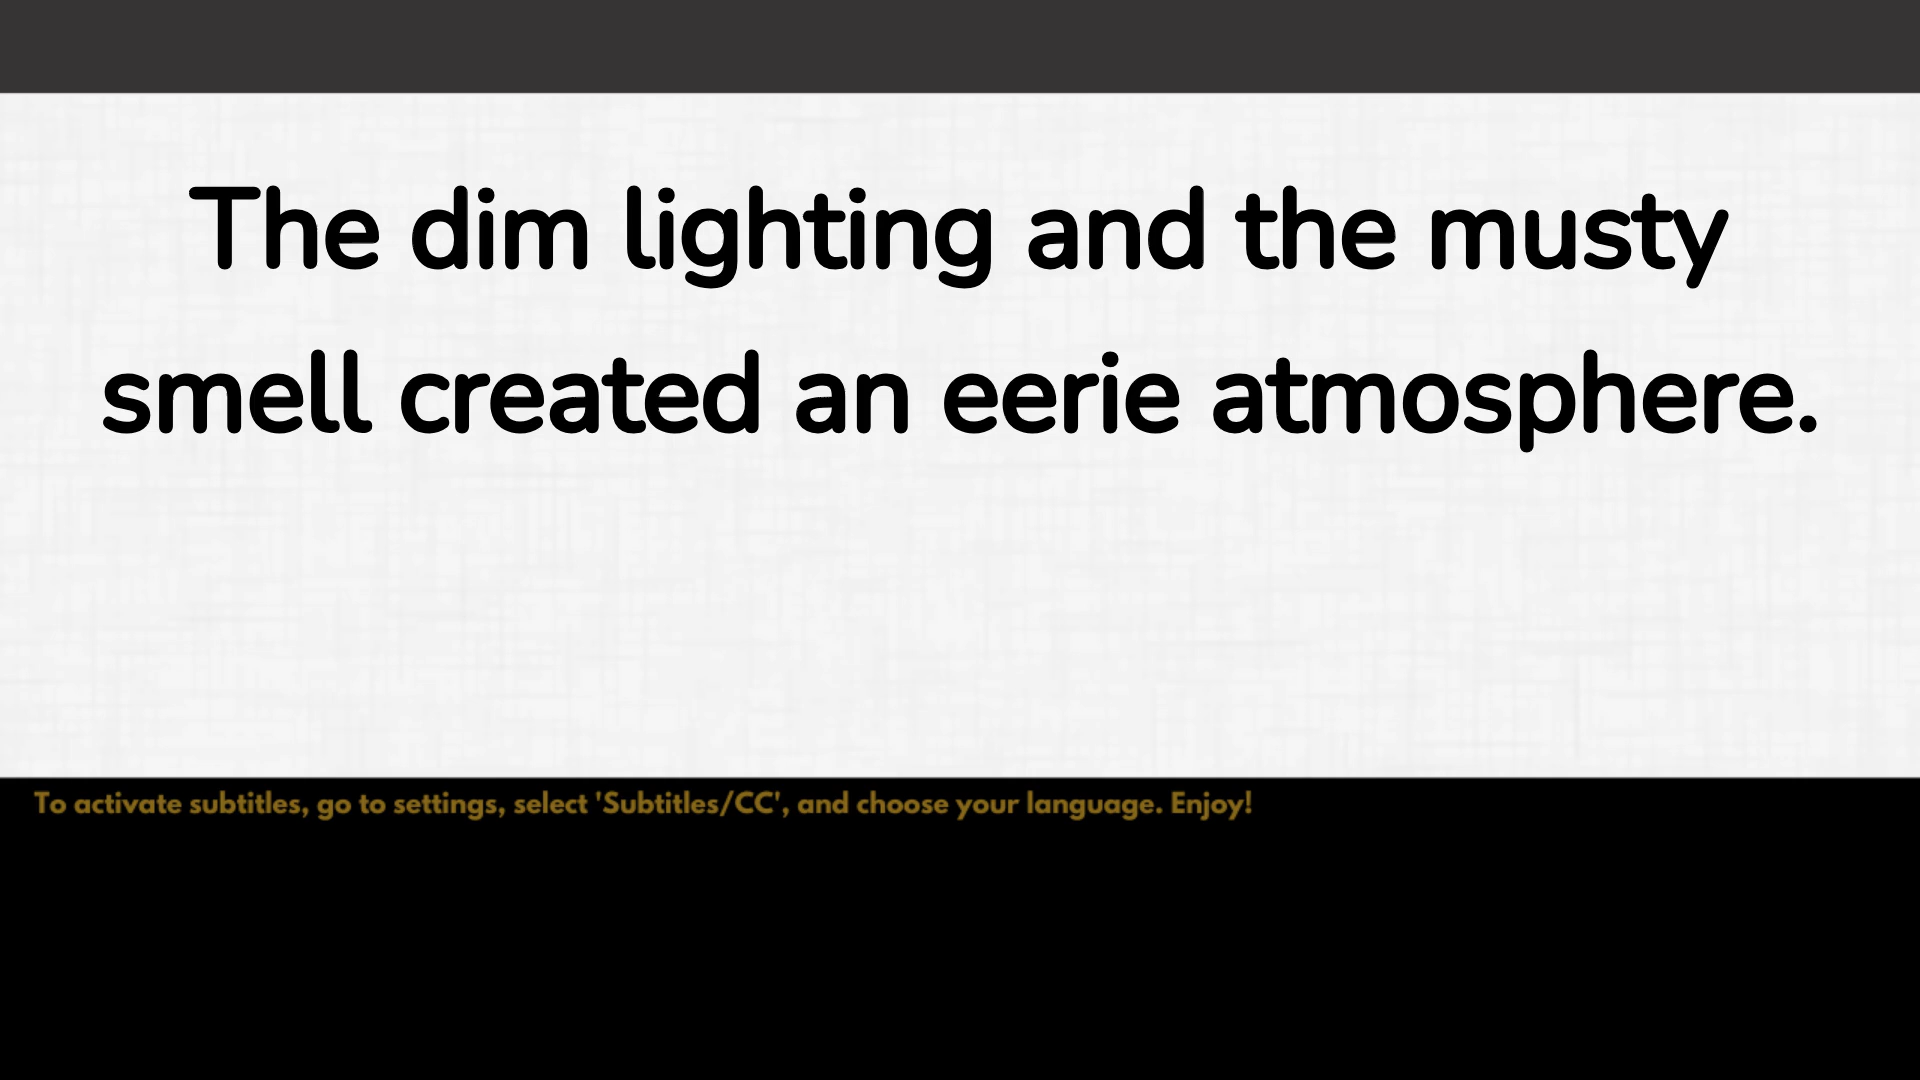 The dim lighting and the musty
smell created an eerie atmosphere.
To activate subtitles, go to settings, select 'Subtitles/CC', and choose your language. Enjoy!